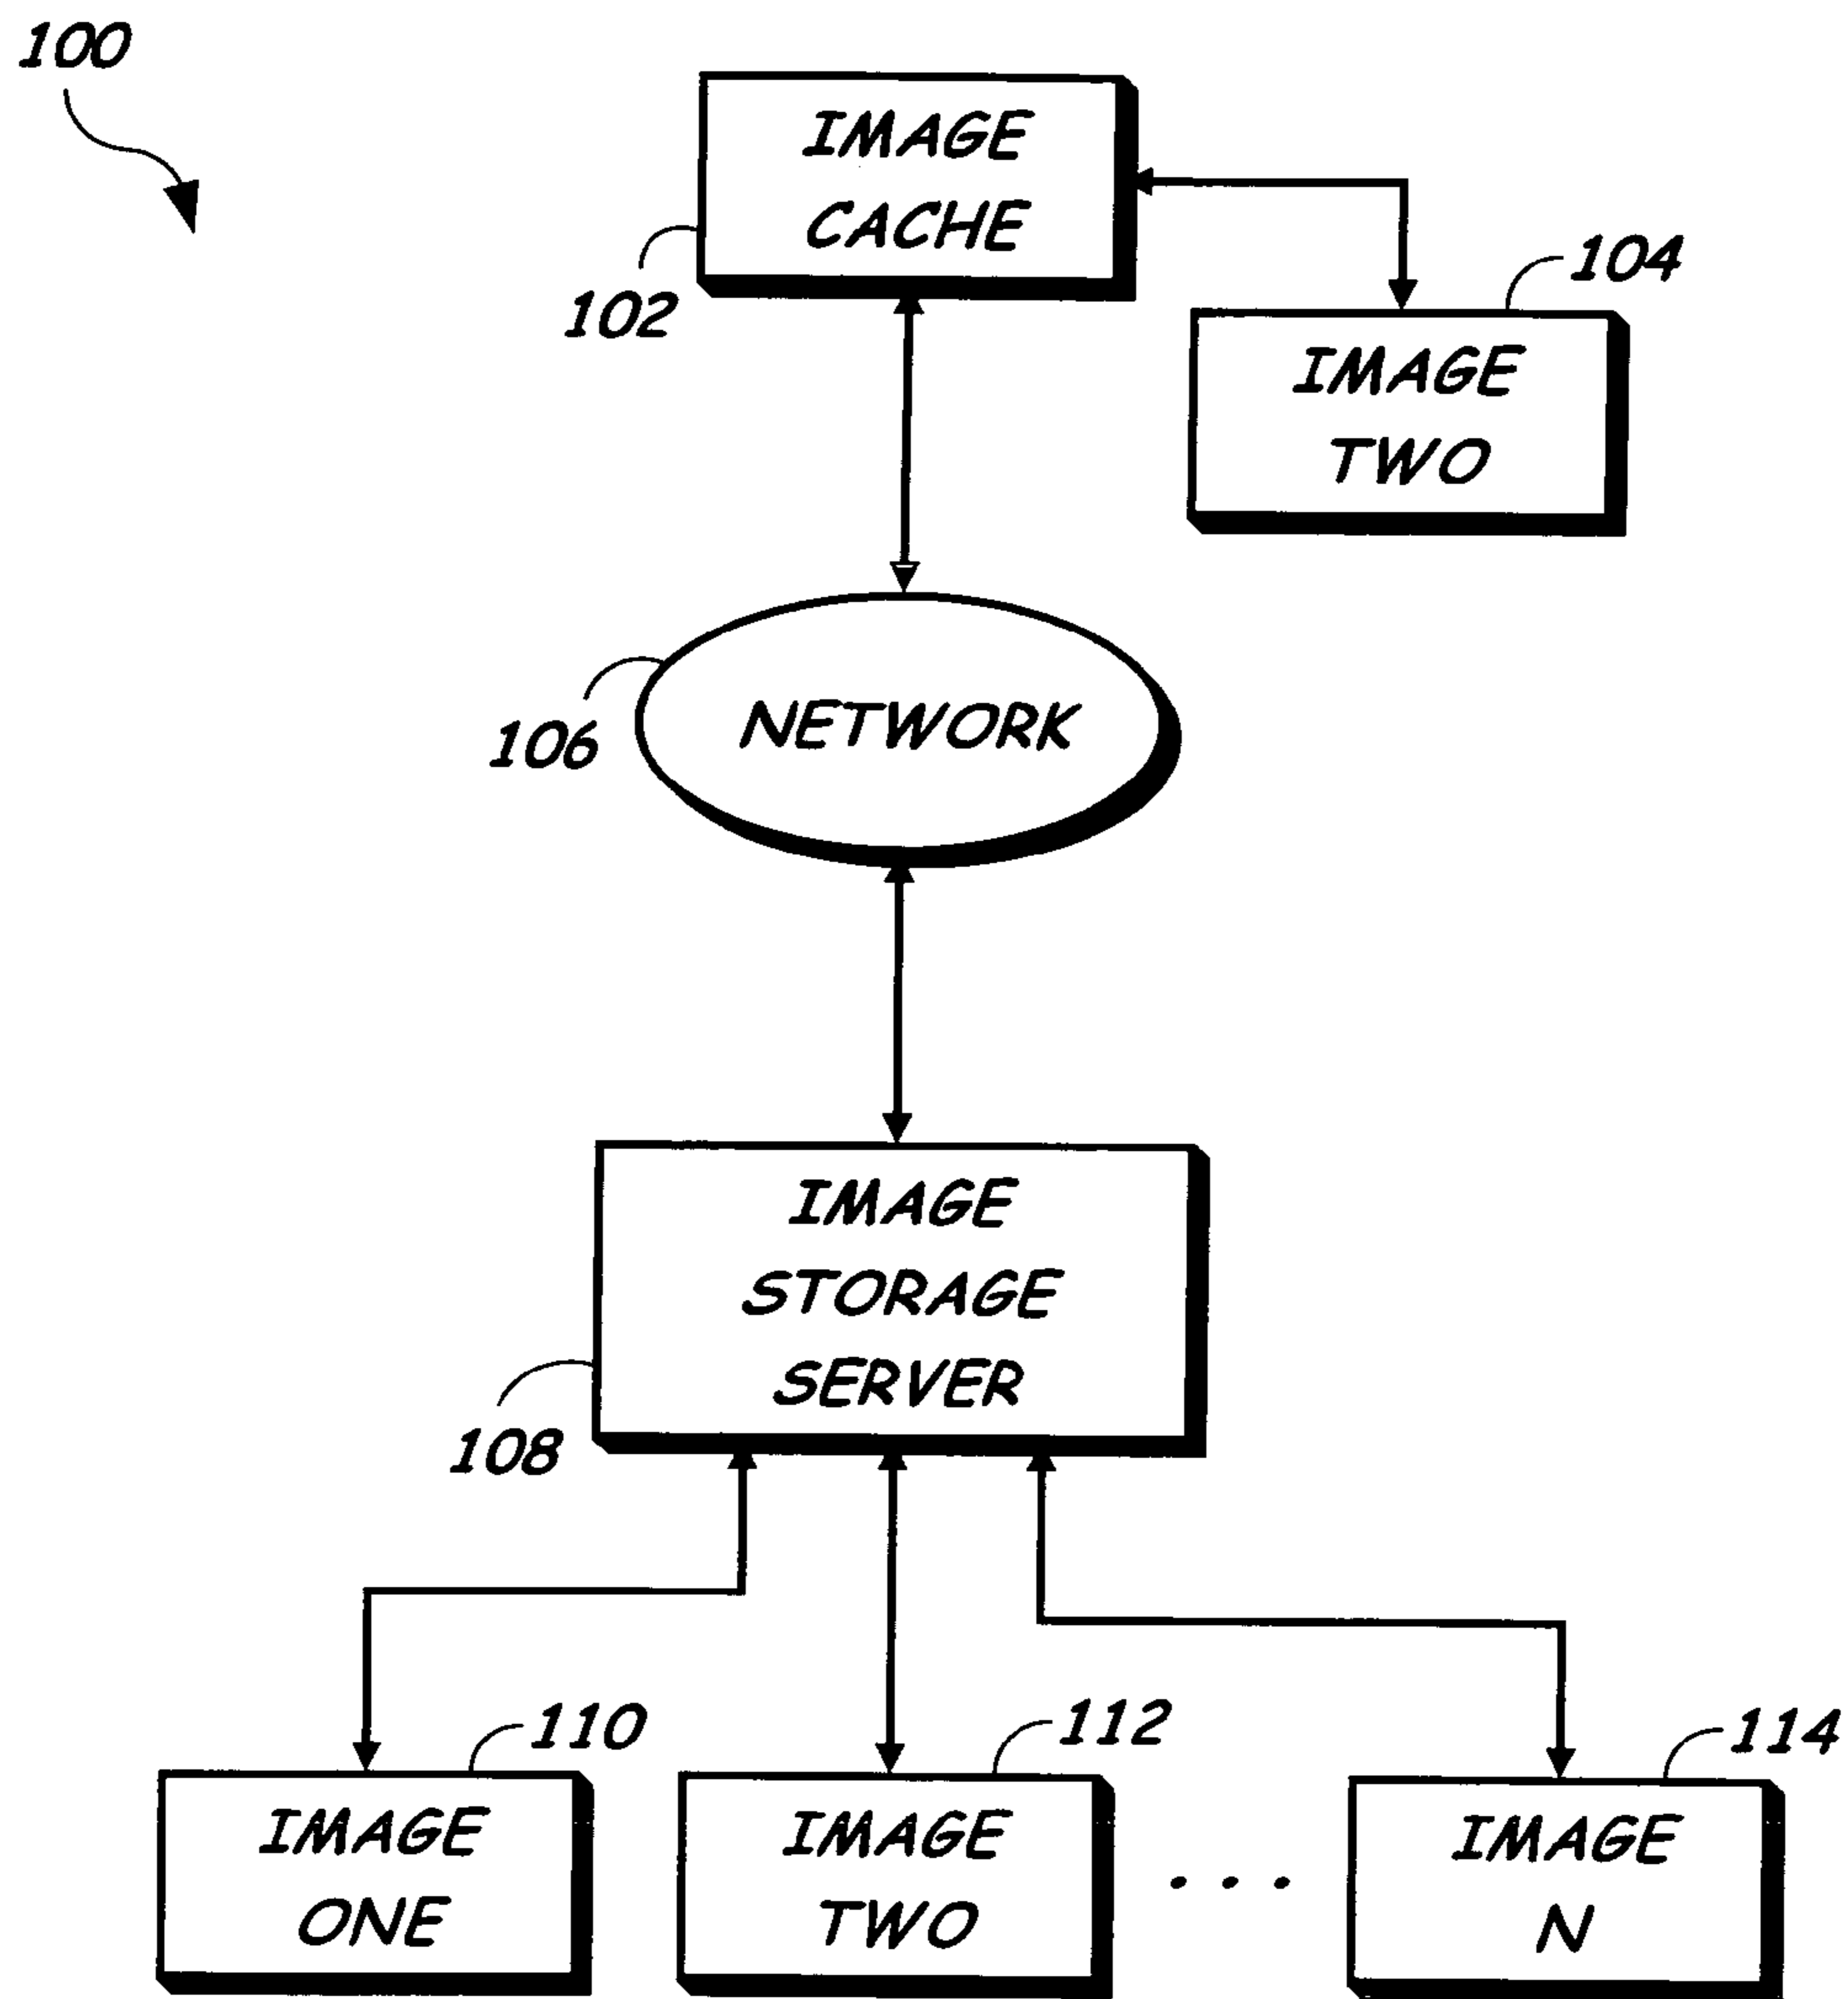 100
IMAGE
CACHE
102
104
IMAGE
TWO
106
NETWORK
IMAGE
STORAGE
SERVER
108
110
112
114
IMAGE
ONE
IMAGE
TWO
. . .
IMAGE
N